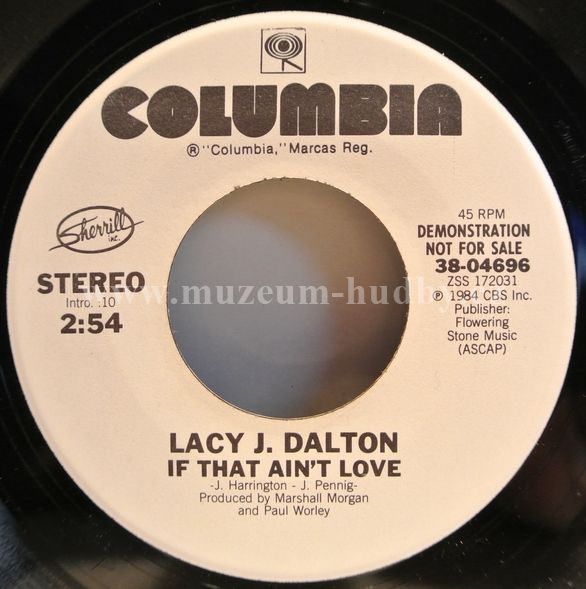 COLUMBIA
® "Columbia," Marcas Reg.
Sherrill
inc.
STEREO
Intro. :10
2:54
45 RPM
DEMONSTRATION
NOT FOR SALE
38-04696
ZSS 172031
℗ 1984 CBS Inc.
Publisher:
Flowering
Stone Music
(ASCAP)
www.muzeum-hudby
LACY J. DALTON
IF THAT AIN'T LOVE
-J. Harrington - J. Pennig-
Produced by Marshall Morgan
and Paul Worley